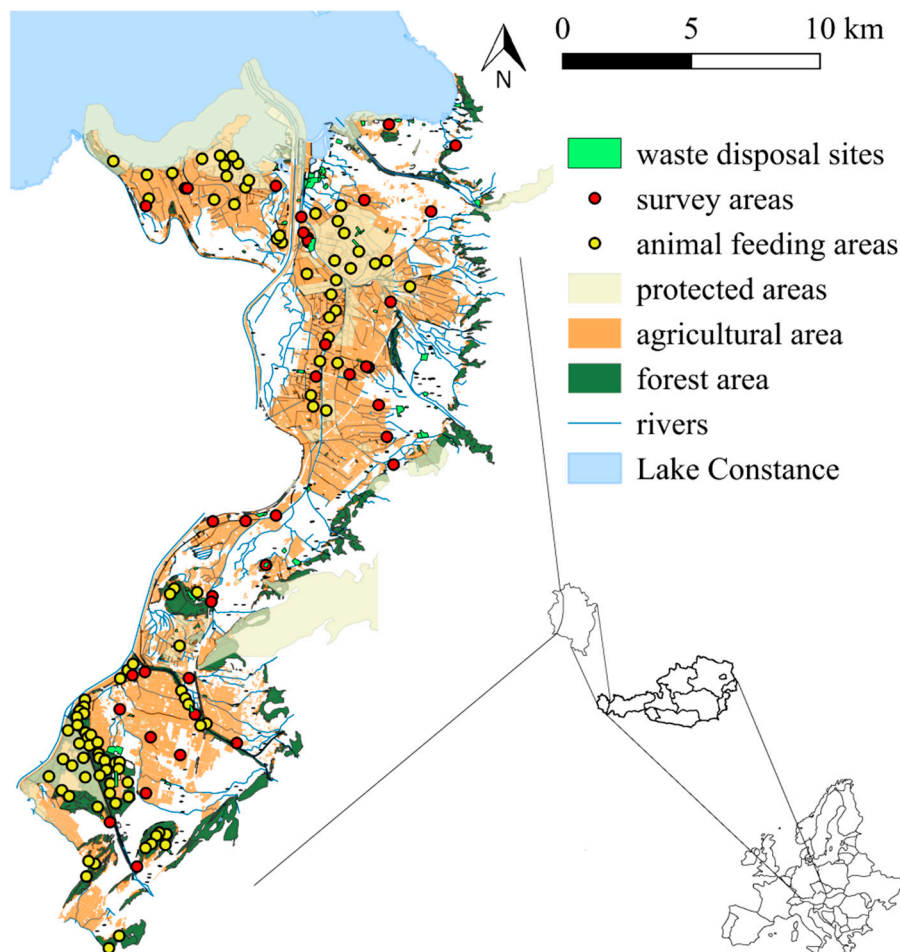 0 5 10 km
N
waste disposal sites
survey areas
animal feeding areas
protected areas
agricultural area
forest area
rivers
Lake Constance